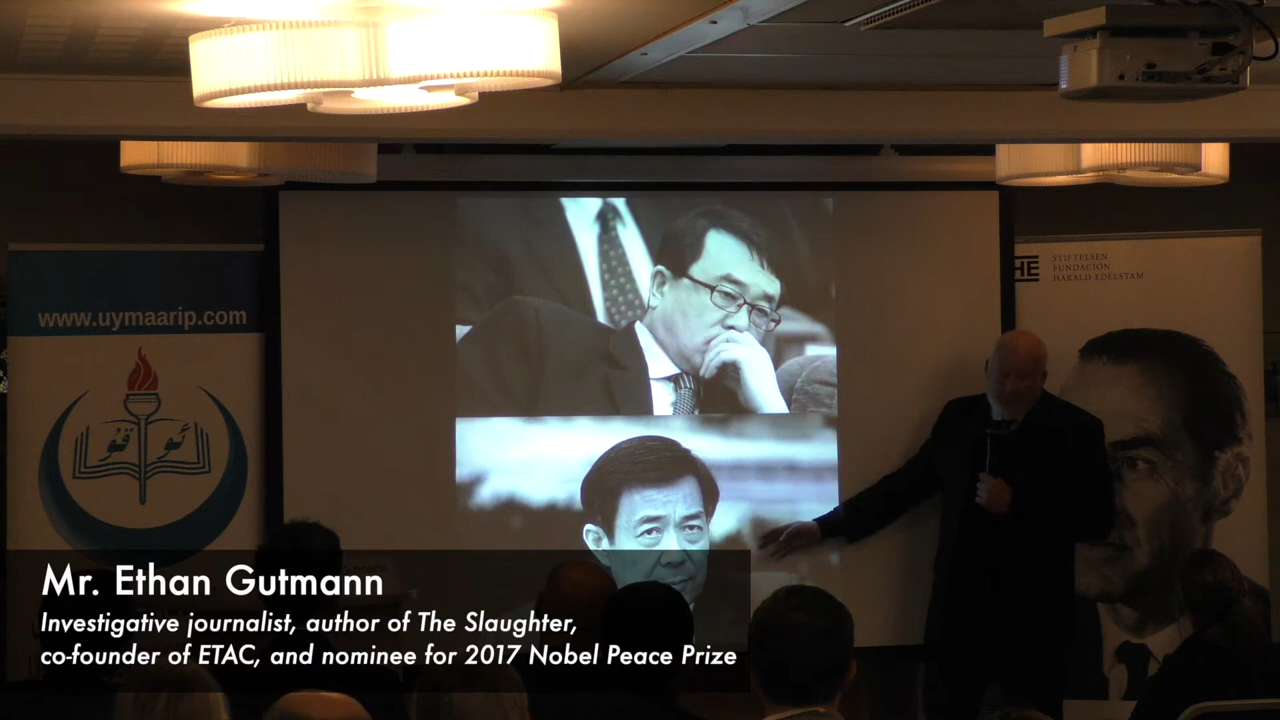 www.uymaarip.com
ئوقۇ
HE
STIFTELSEN
FUNDACIÓN
HARALD EDELSTAM
Mr. Ethan Gutmann
Investigative journalist, author of The Slaughter,
co-founder of ETAC, and nominee for 2017 Nobel Peace Prize